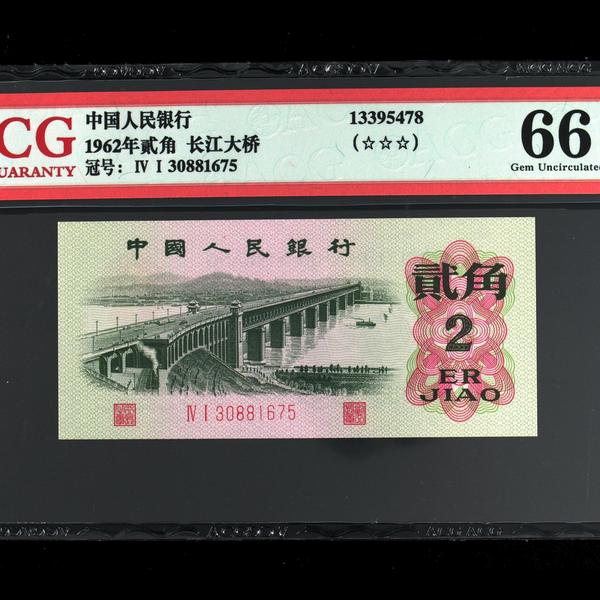 CG
UARANTY
中国人民银行
1962年贰角 长江大桥
冠号: Ⅳ Ⅰ 30881675
13395478
(☆☆☆)
66
Gem Uncirculated
中國人民銀行
貳角
2
ER
JIAO
Ⅳ Ⅰ 30881675